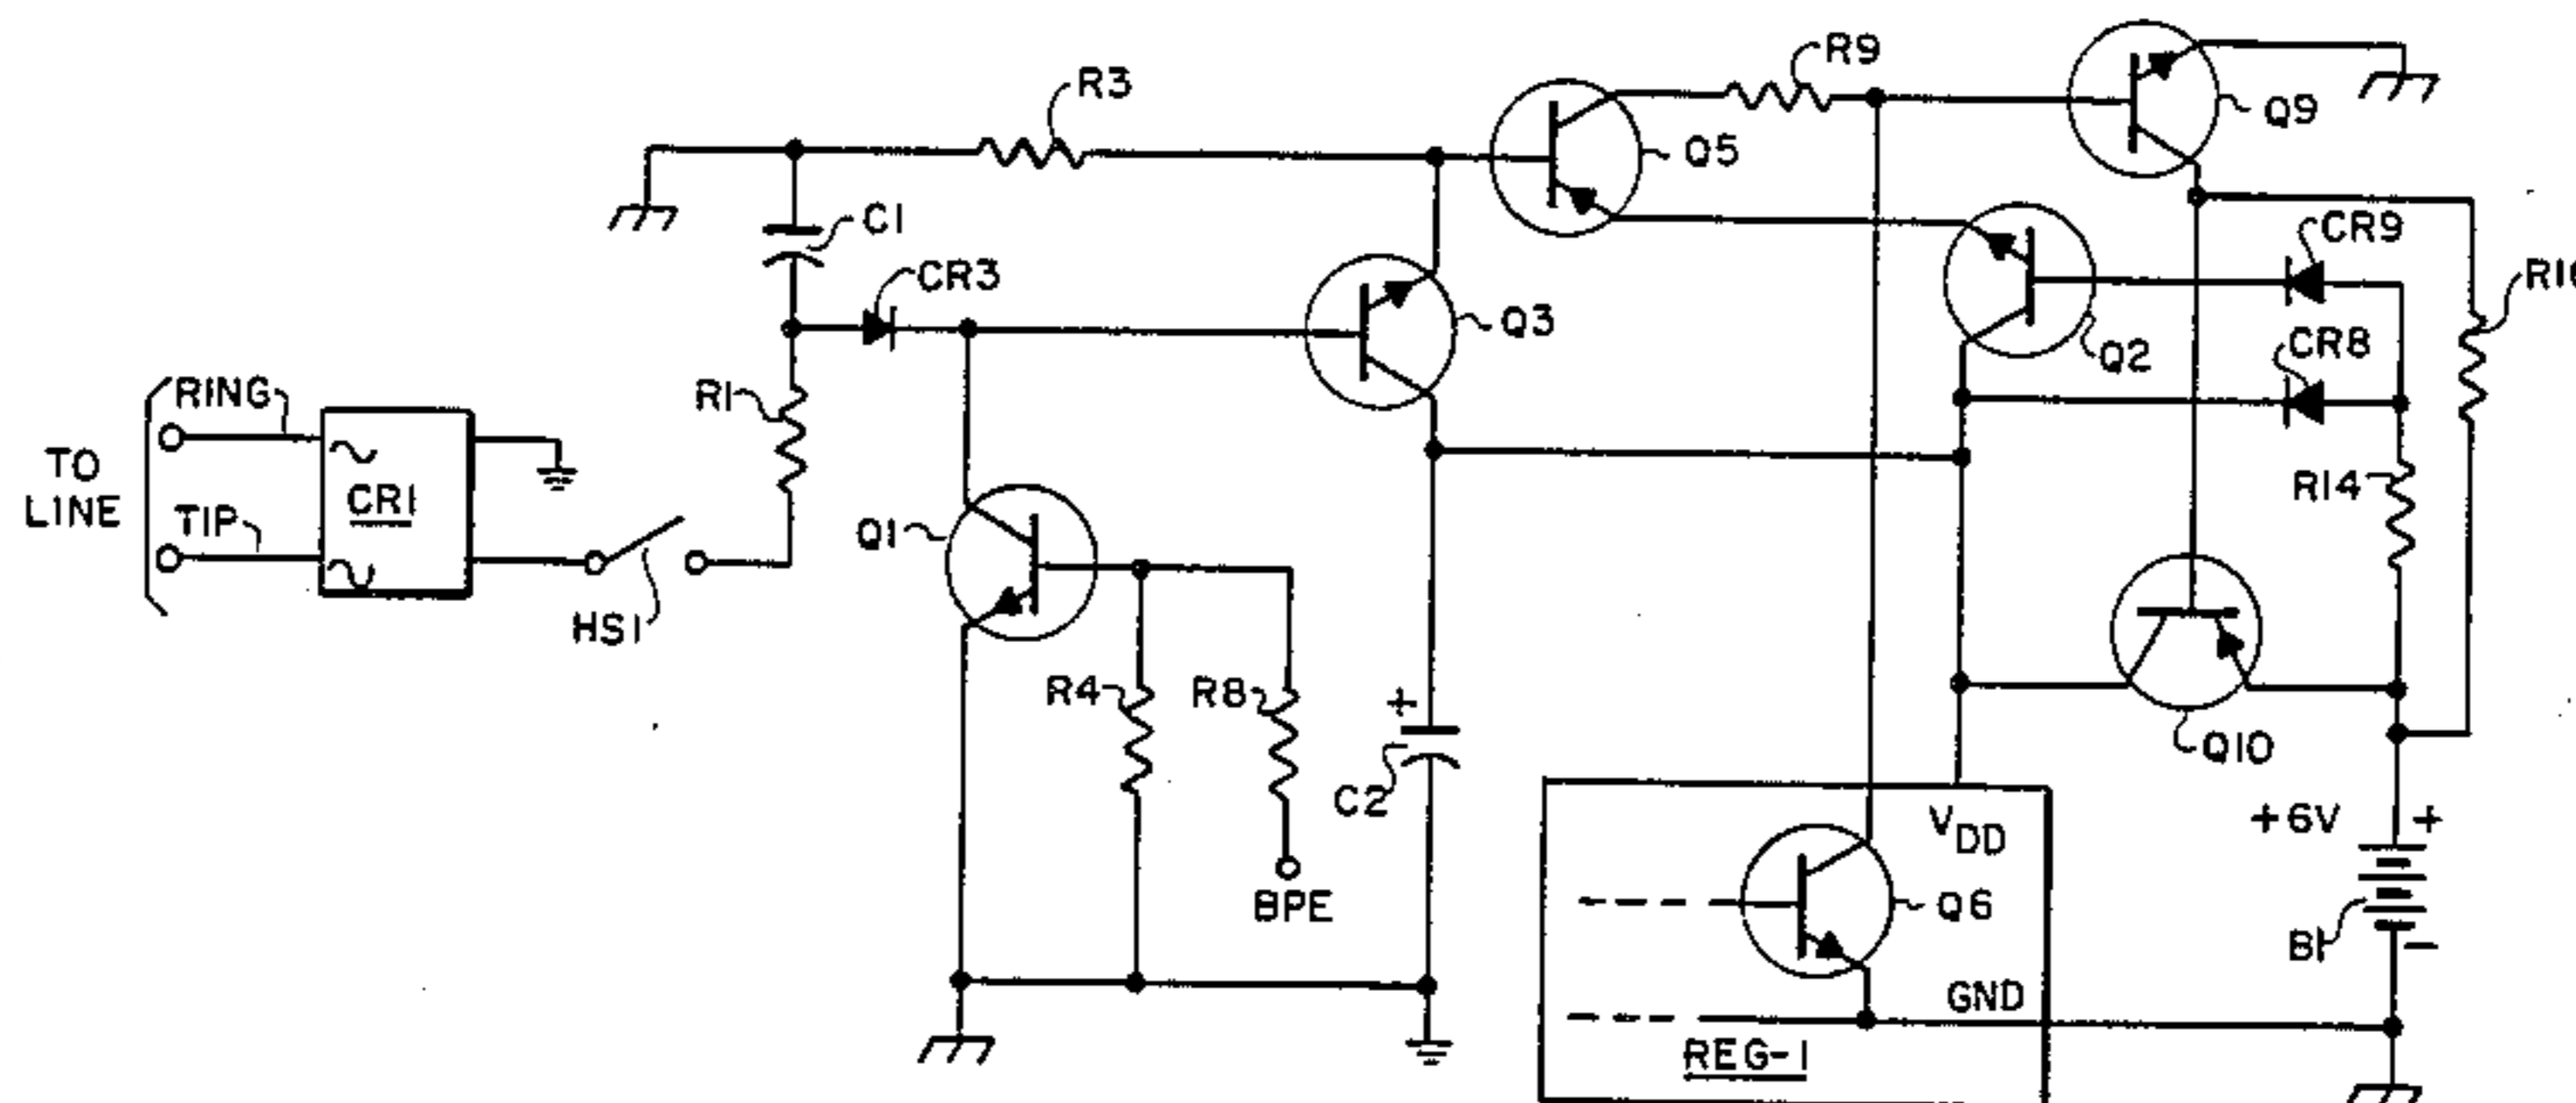 R9
R3
Q9
Q5
C1
CR9
CR3
Q3
Q2
CR8
RING
R1
TO
LINE
CR1
R14
TIP
Q1
HS1
R4
R8
Q10
C2
VDD
+6V
+
+
BPE
Q6
B1
-
GND
REG-1